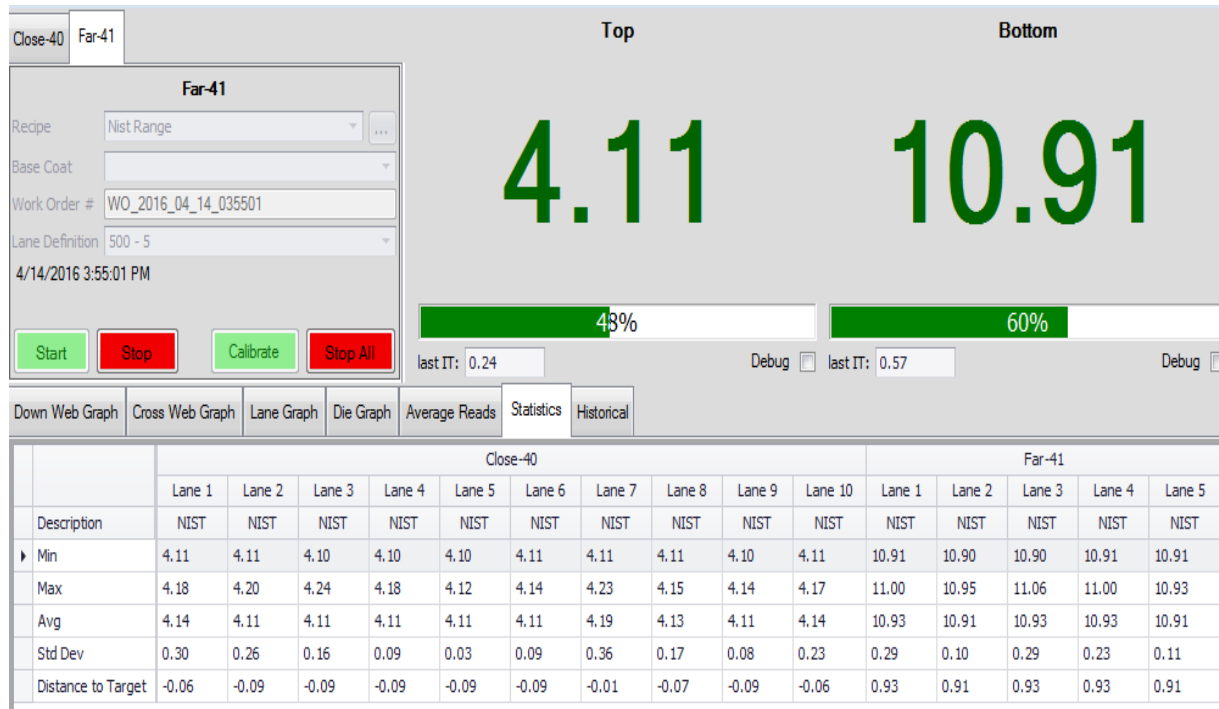 Close-40 Far-41
Top Bottom
Far-41
Recipe Nist Range ...
Base Coat
Work Order # WO_2016_04_14_035501
Lane Definition 500 - 5
4/14/2016 3:55:01 PM
4.11 10.91
48% 60%
Start Stop Calibrate Stop All
last IT: 0.24 Debug last IT: 0.57 Debug
Down Web Graph Cross Web Graph Lane Graph Die Graph Average Reads Statistics Historical
Close-40 Far-41
Lane 1 Lane 2 Lane 3 Lane 4 Lane 5 Lane 6 Lane 7 Lane 8 Lane 9 Lane 10 Lane 1 Lane 2 Lane 3 Lane 4 Lane 5
Description NIST NIST NIST NIST NIST NIST NIST NIST NIST NIST NIST NIST NIST NIST NIST
Min 4.11 4.11 4.10 4.10 4.10 4.11 4.11 4.11 4.10 4.11 10.91 10.90 10.90 10.91 10.91
Max 4.18 4.20 4.24 4.18 4.12 4.14 4.23 4.15 4.14 4.17 11.00 10.95 11.06 11.00 10.93
Avg 4.14 4.11 4.11 4.11 4.11 4.11 4.19 4.13 4.11 4.14 10.93 10.91 10.93 10.93 10.91
Std Dev 0.30 0.26 0.16 0.09 0.03 0.09 0.36 0.17 0.08 0.23 0.29 0.10 0.29 0.23 0.11
Distance to Target -0.06 -0.09 -0.09 -0.09 -0.09 -0.09 -0.01 -0.07 -0.09 -0.06 0.93 0.91 0.93 0.93 0.91